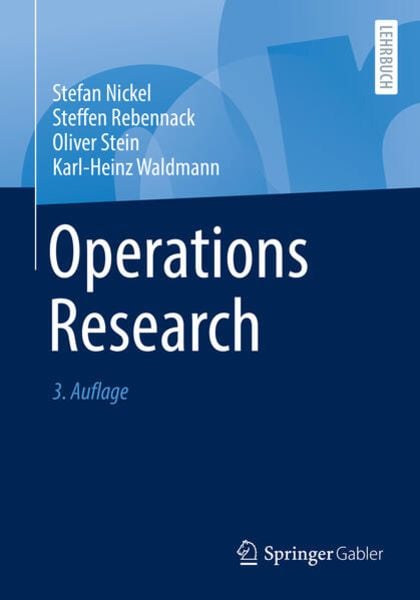 LEHRBUCH
Stefan Nickel
Steffen Rebennack
Oliver Stein
Karl-Heinz Waldmann
Operations
Research
3. Auflage
Springer Gabler